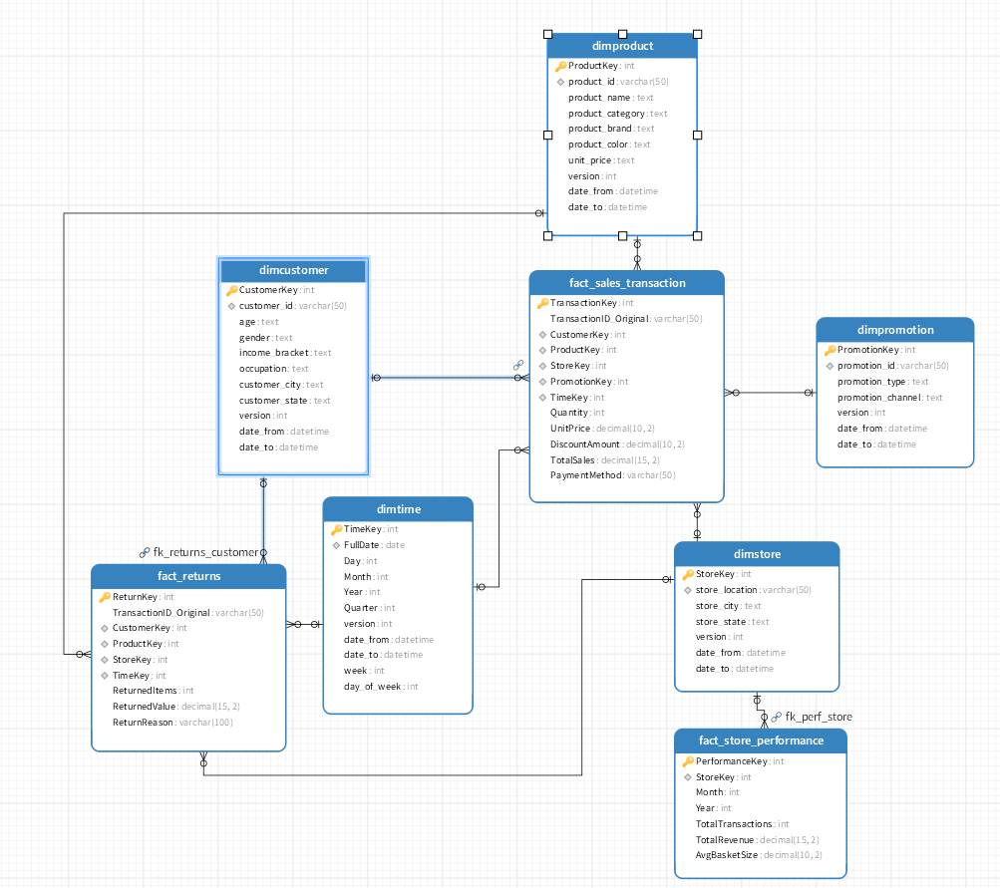 dimproduct
ProductKey: int
product_id: varchar(50)
product_name: text
product_category: text
product_brand: text
product_color: text
unit_price: text
version: int
date_from: datetime
date_to: datetime
dimcustomer
CustomerKey: int
customer_id: varchar(50)
age: text
gender: text
income_bracket: text
occupation: text
customer_city: text
customer_state: text
version: int
date_from: datetime
date_to: datetime
fact_sales_transaction
TransactionKey: int
TransactionID_Original: varchar(50)
CustomerKey: int
ProductKey: int
StoreKey: int
PromotionKey: int
TimeKey: int
Quantity: int
UnitPrice: decimal(10, 2)
DiscountAmount: decimal(10, 2)
TotalSales: decimal(15, 2)
PaymentMethod: varchar(50)
dimpromotion
PromotionKey: int
promotion_id: varchar(50)
promotion_type: text
promotion_channel: text
version: int
date_from: datetime
date_to: datetime
dimtime
TimeKey: int
FullDate: date
Day: int
Month: int
Year: int
Quarter: int
version: int
date_from: datetime
date_to: datetime
week: int
day_of_week: int
fk_returns_customer
fact_returns
ReturnKey: int
TransactionID_Original: varchar(50)
CustomerKey: int
ProductKey: int
StoreKey: int
TimeKey: int
ReturnedItems: int
ReturnedValue: decimal(15, 2)
ReturnReason: varchar(100)
dimstore
StoreKey: int
store_location: varchar(50)
store_city: text
store_state: text
version: int
date_from: datetime
date_to: datetime
fk_perf_store
fact_store_performance
PerformanceKey: int
StoreKey: int
Month: int
Year: int
TotalTransactions: int
TotalRevenue: decimal(15, 2)
AvgBasketSize: decimal(10, 2)